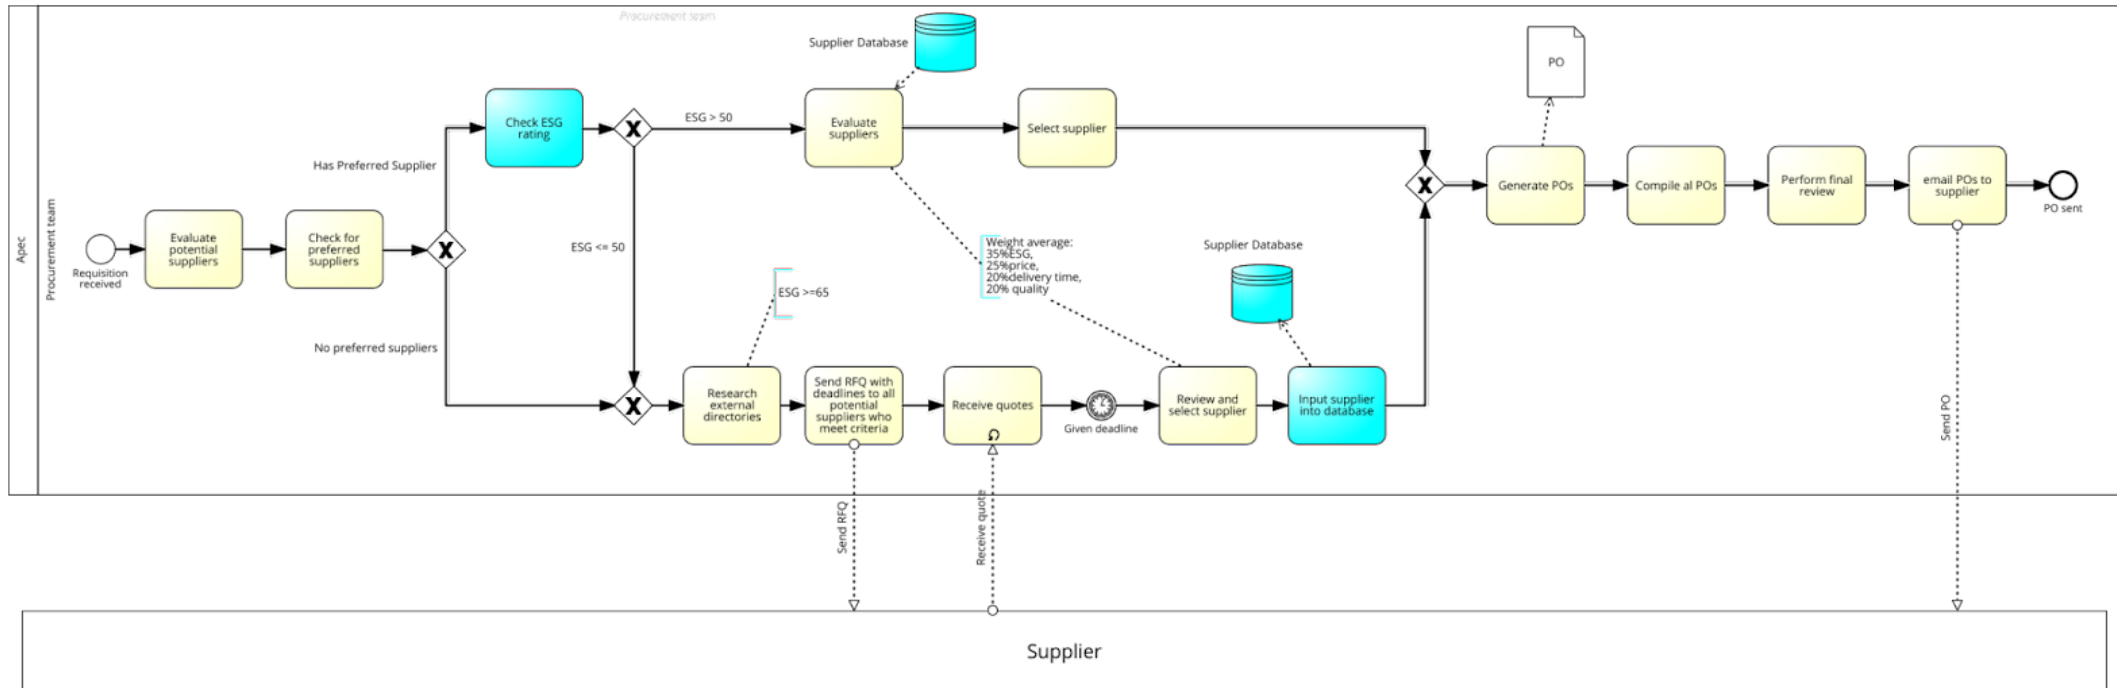 Procurement team
Supplier Database
PO
Check ESG
rating
ESG > 50
Evaluate
suppliers
Select supplier
Has Preferred Supplier
Generate POs
Compile al POs
Perform final
review
email POs to
supplier
PO sent
Apec
Procurement team
Requisition
received
Evaluate
potential
suppliers
Check for
preferred
suppliers
ESG <= 50
Weight average:
35%ESG,
25%price,
20%delivery time,
20% quality
Supplier Database
ESG >=65
No preferred suppliers
Research
external
directories
Send RFQ with
deadlines to all
potential
suppliers who
meet criteria
Receive quotes
Given deadline
Review and
select supplier
Input supplier
into database
Send RFQ
Receive quote
Send PO
Supplier